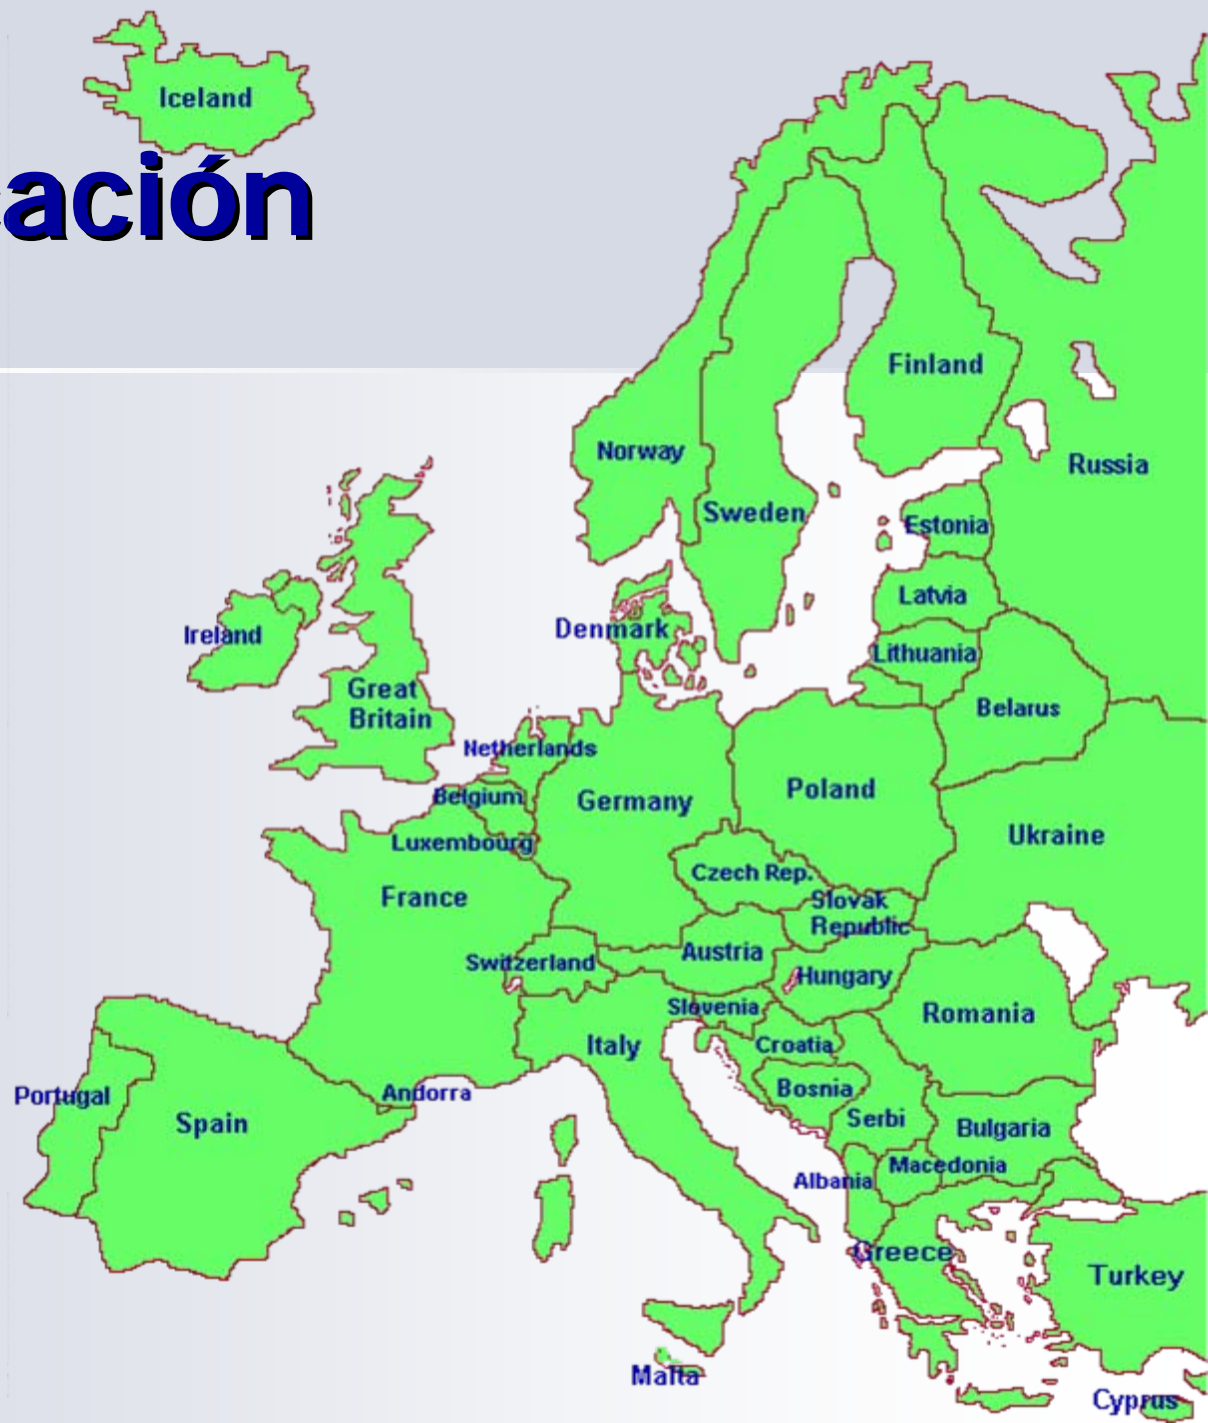 Iceland
cación
Finland
Norway
Russia
Sweden
Estonia
Latvia
Denmark
Ireland
Lithuania
Great
Britain
Belarus
Netherlands
Poland
Belgium
Germany
Ukraine
Luxembourg
Czech Rep.
France
Slovak
Republic
Austria
Switzerland
Hungary
Slovenia
Romania
Italy
Croatia
Bosnia
Andorra
Portugal
Spain
Serbi
Bulgaria
Macedonia
Albania
Greece
Turkey
Malta
Cyprus